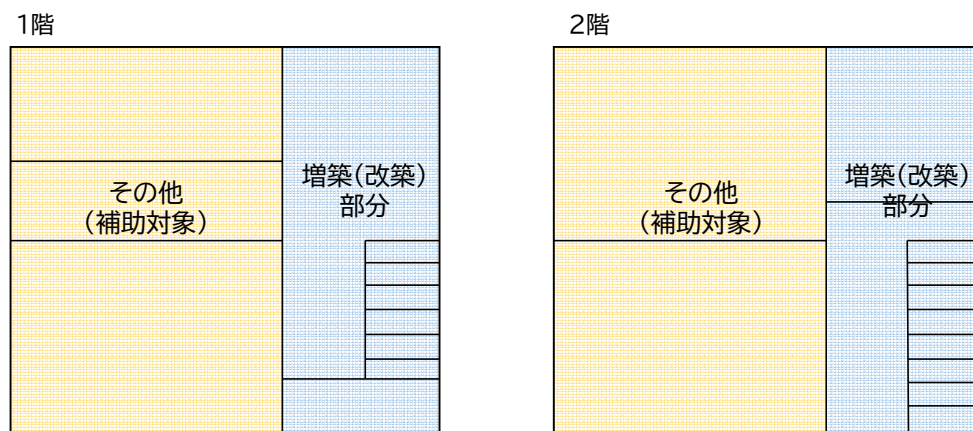 1階
その他
(補助対象)
増築(改築)
部分
2階
その他
(補助対象)
増築(改築)
部分